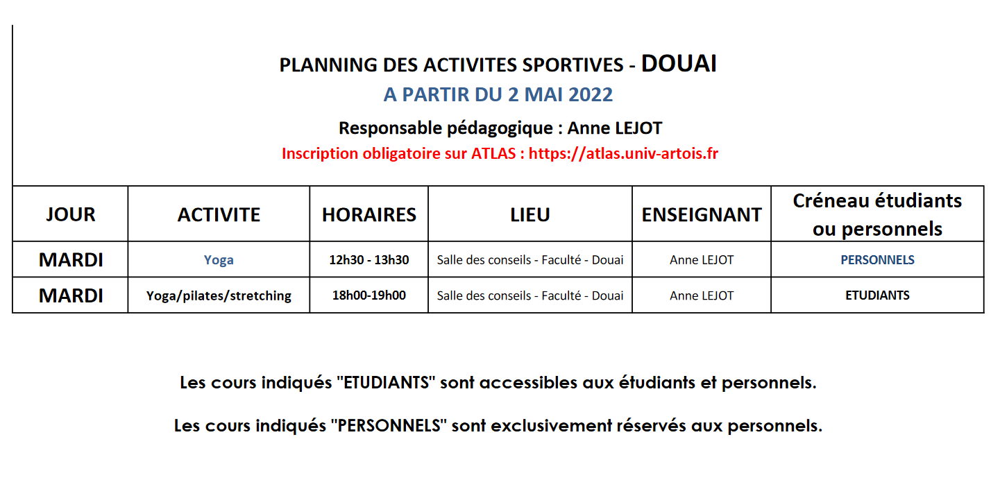 PLANNING DES ACTIVITES SPORTIVES - DOUAI
A PARTIR DU 2 MAI 2022
Responsable pédagogique : Anne LEJOT
Inscription obligatoire sur ATLAS : https://atlas.univ-artois.fr
JOUR ACTIVITE HORAIRES LIEU ENSEIGNANT Créneau étudiants
ou personnels
MARDI Yoga 12h30 - 13h30 Salle des conseils - Faculté - Douai Anne LEJOT PERSONNELS
MARDI Yoga/pilates/stretching 18h00-19h00 Salle des conseils - Faculté - Douai Anne LEJOT ETUDIANTS
Les cours indiqués "ETUDIANTS" sont accessibles aux étudiants et personnels.
Les cours indiqués "PERSONNELS" sont exclusivement réservés aux personnels.